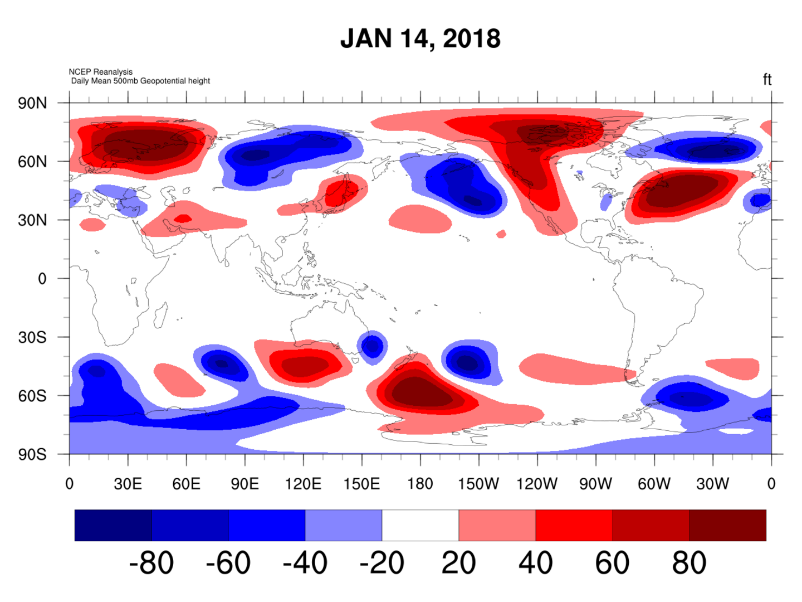 JAN 14, 2018
NCEP Reanalysis
Daily Mean 500mb Geopotential height
ft
90N
60N
30N
0
30S
60S
90S
0 30E 60E 90E 120E 150E 180 150W 120W 90W 60W 30W 0
-80 -60 -40 -20 20 40 60 80